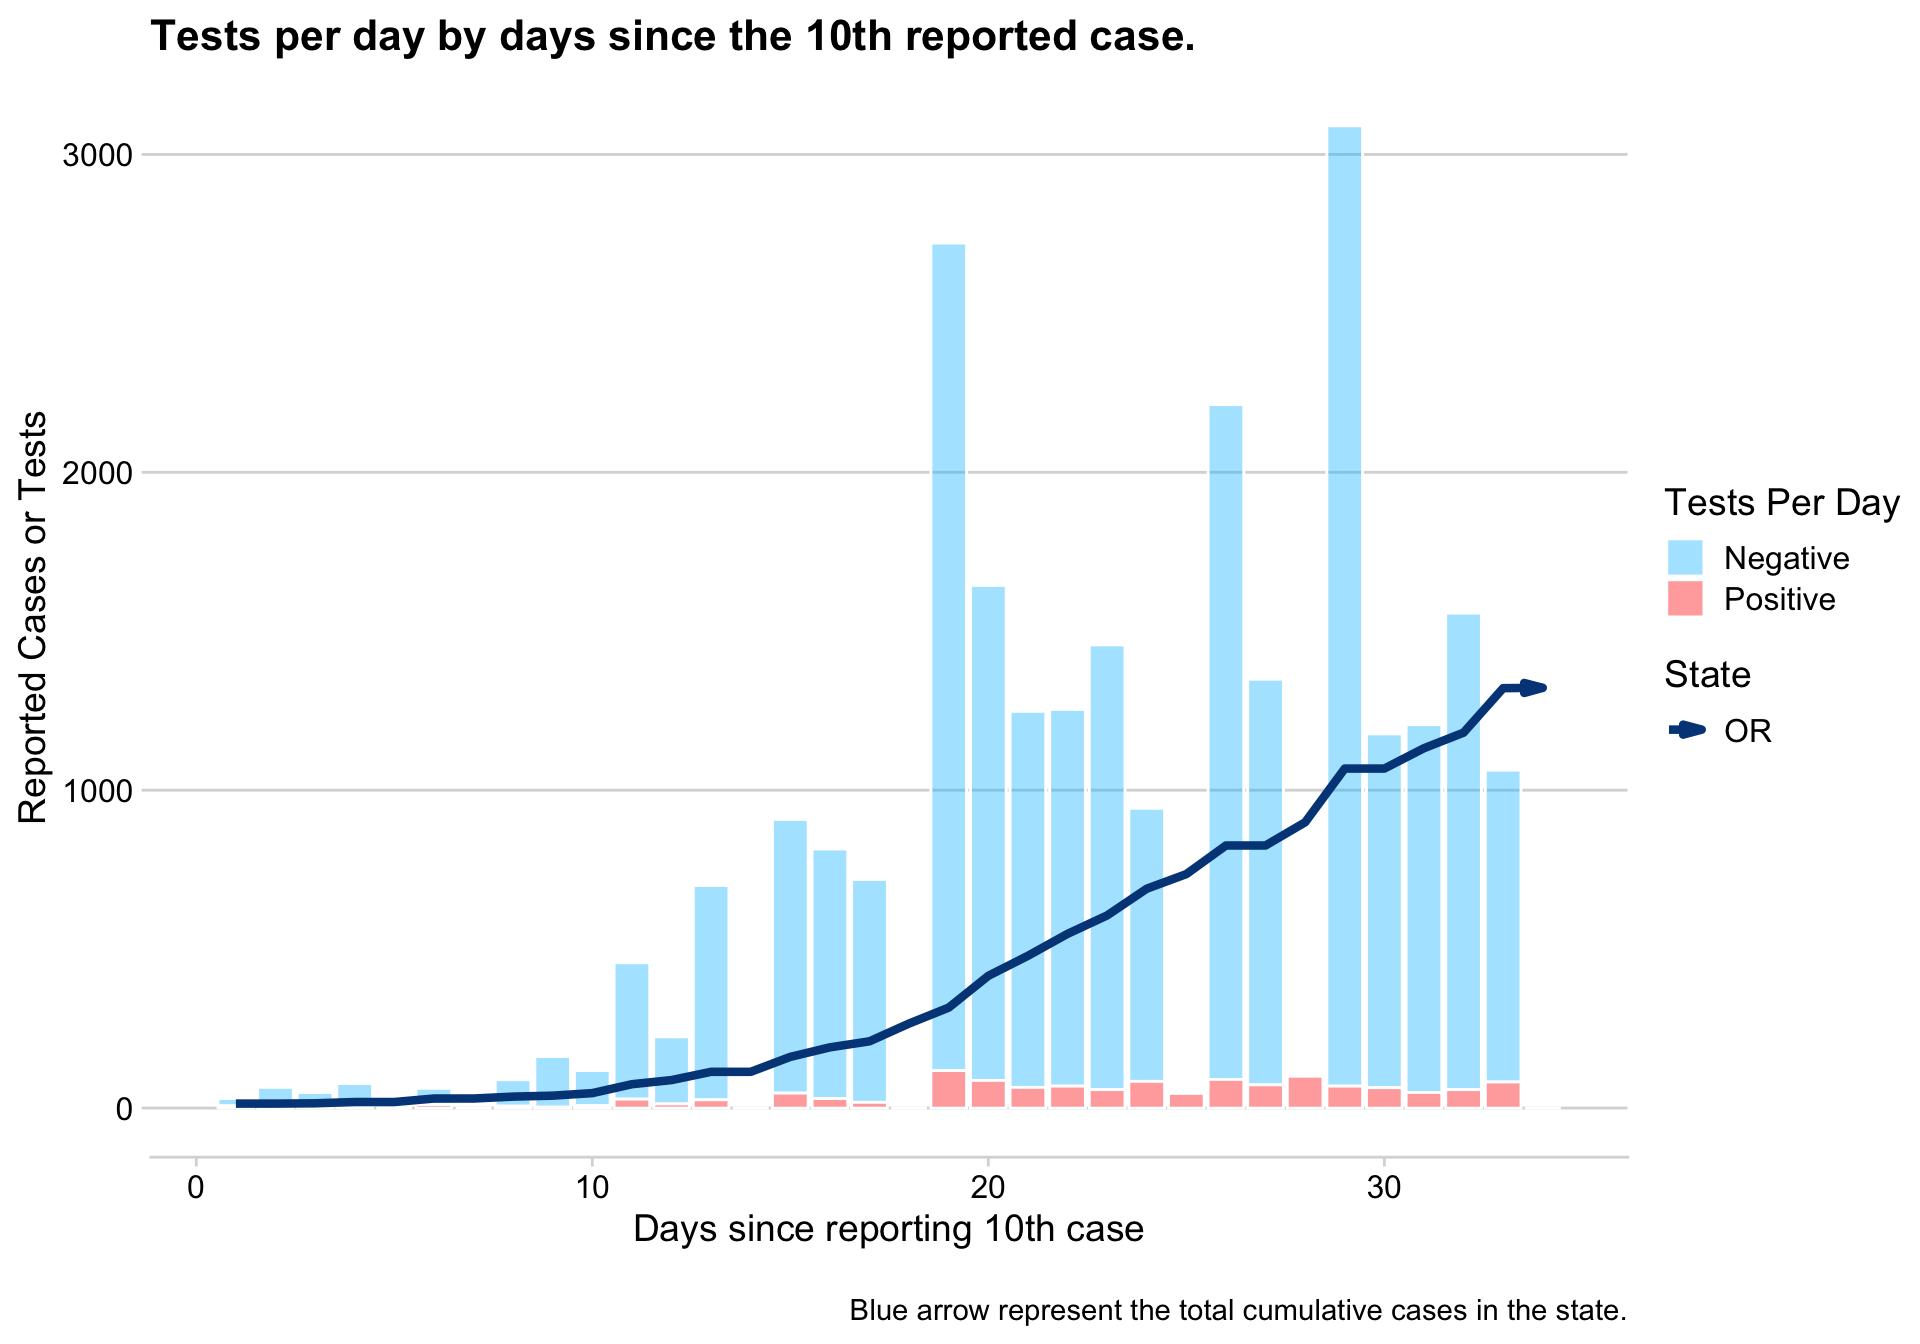 Tests per day by days since the 10th reported case.
3000
2000
1000
0
Reported Cases or Tests
0
10
20
30
Days since reporting 10th case
Tests Per Day
Negative
Positive
State
OR
Blue arrow represent the total cumulative cases in the state.